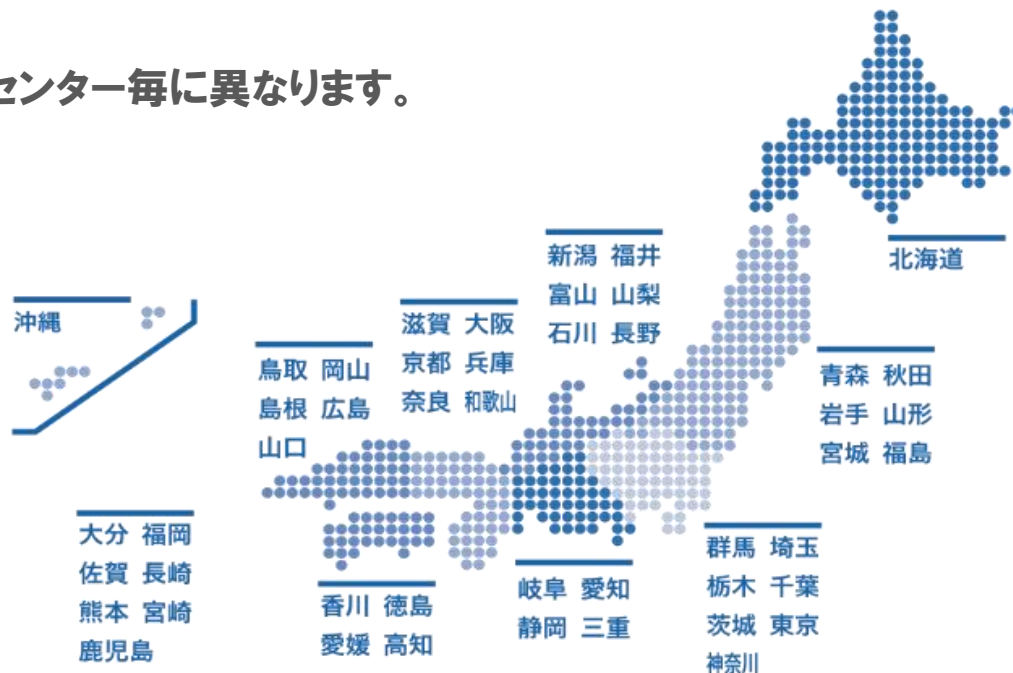 センター毎に異なります。
北海道
新潟 福井
富山 山梨
石川 長野
沖縄
滋賀 大阪
京都 兵庫
奈良 和歌山
鳥取 岡山
島根 広島
山口
青森 秋田
岩手 山形
宮城 福島
大分 福岡
佐賀 長崎
熊本 宮崎
鹿児島
香川 徳島
愛媛 高知
岐阜 愛知
静岡 三重
群馬 埼玉
栃木 千葉
茨城 東京
神奈川